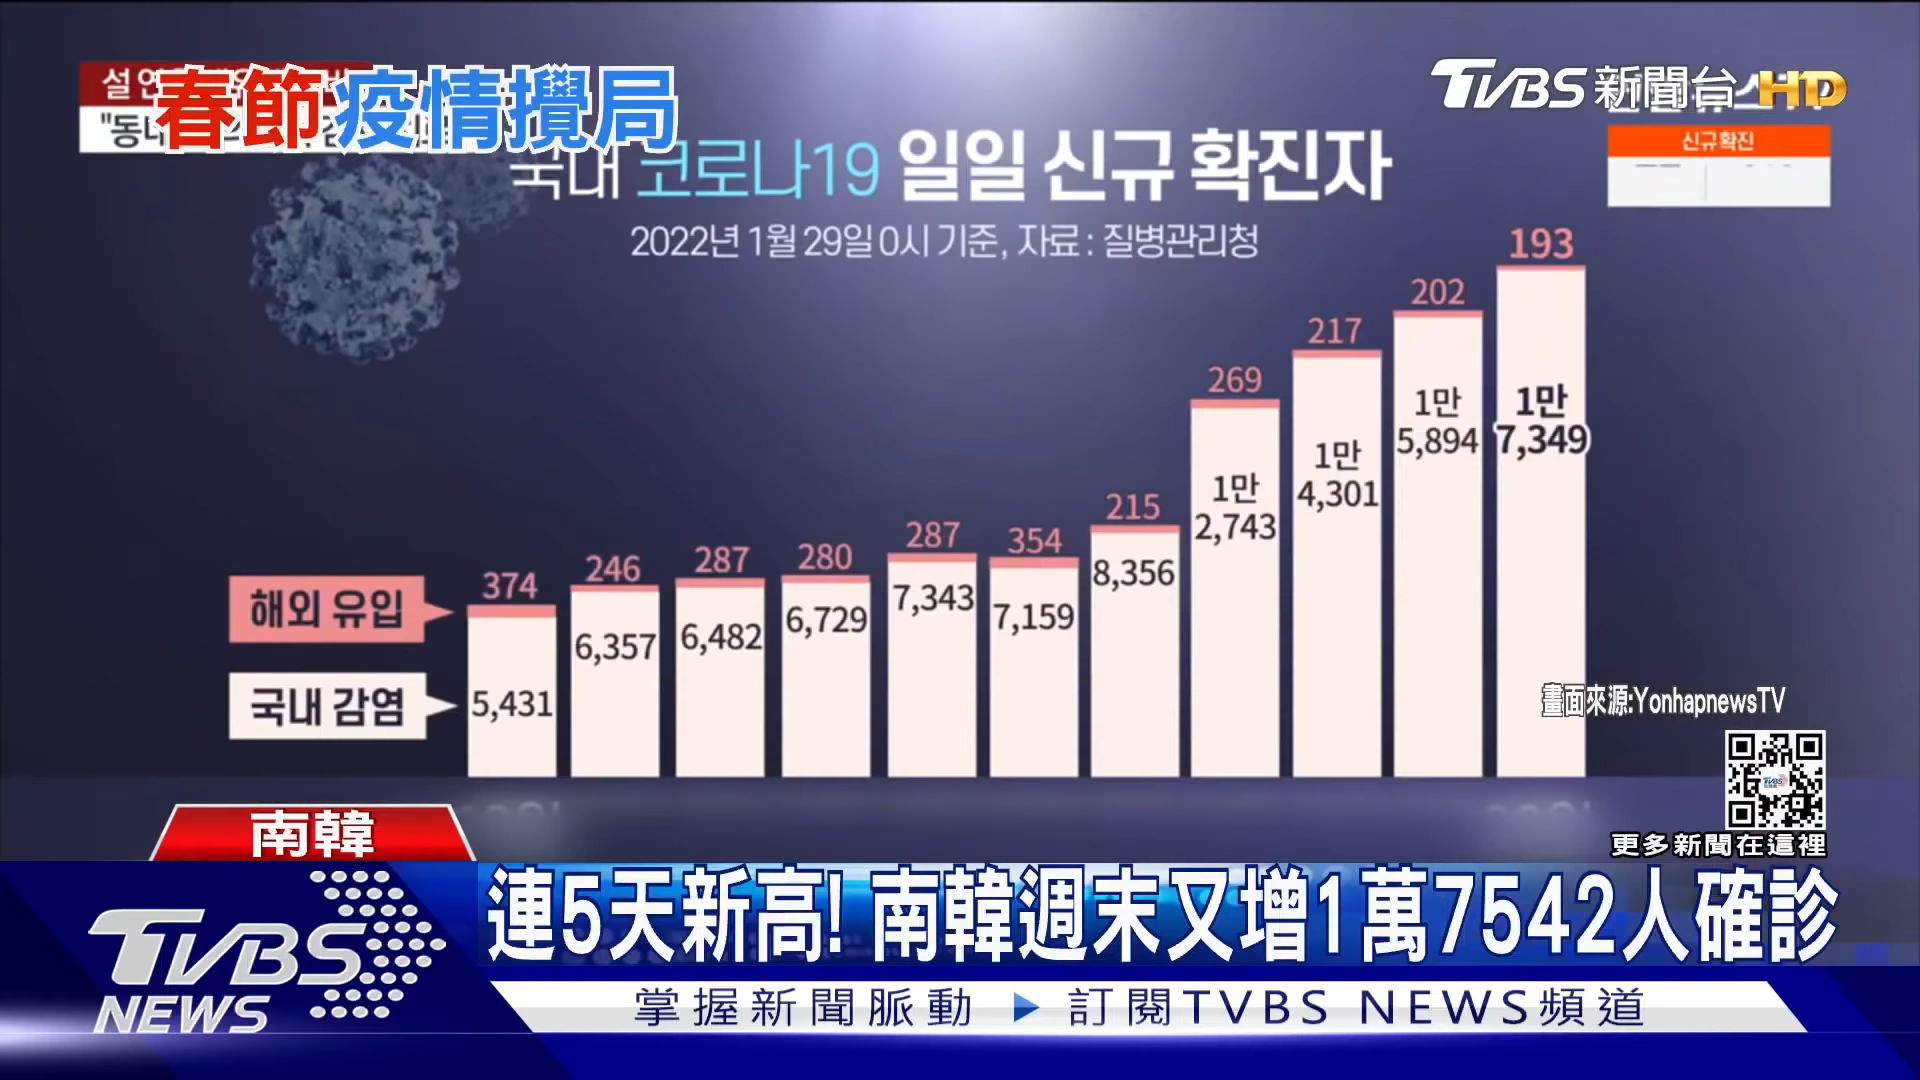 春節疫情攪局
TVBS新聞台HD
신규확진
국내 코로나19 일일 신규 확진자
2022년 1월 29일 0시 기준, 자료 : 질병관리청
374 246 287 280 287 354 215 269 217 202 193
5,431 6,357 6,482 6,729 7,343 7,159 8,356 1만 2,743 1만 4,301 1만 5,894 1만 7,349
해외 유입
국내 감염
畫面來源:YonhapnewsTV
TVBS
更多新聞在這裡
南韓
連5天新高! 南韓週末又增1萬7542人確診
TVBS NEWS
掌握新聞脈動 ▶ 訂閱TVBS NEWS頻道